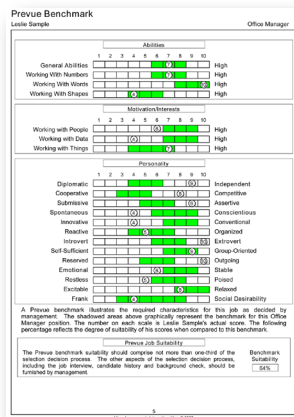 Prevue Benchmark
Leslie Sample Office Manager
Abilities
1 2 3 4 5 6 7 8 9 10
General Abilities 7 High
Working With Numbers 7 High
Working With Words 10 High
Working With Shapes 4 High
Motivation/Interests
1 2 3 4 5 6 7 8 9 10
Working with People 6 High
Working with Data 4 High
Working with Things 7 High
Personality
1 2 3 4 5 6 7 8 9 10
Diplomatic 9 Independent
Cooperative 8 Competitive
Submissive 9 Assertive
Spontaneous 4 Conscientious
Innovative 4 Conventional
Reactive 5 Organized
Introvert 10 Extrovert
Self-Sufficient 9 Group-Oriented
Reserved 10 Outgoing
Emotional 6 Stable
Restless 5 Poised
Excitable 8 Relaxed
Frank 4 Social Desirability
A Prevue benchmark illustrates the required characteristics for this job as decided by
management. The shadowed areas above graphically represent the benchmark for this Office
Manager position. The number on each scale is Leslie Sample's actual score. The following
percentage reflects the degree of suitability of his scores when compared to this benchmark.
Prevue Job Suitability
The Prevue benchmark suitability should comprise not more than one-third of the Benchmark
selection decision process. The other aspects of the selection decision process, Suitability
including the job interview, candidate history and background check, should be 64%
furnished by management.
5